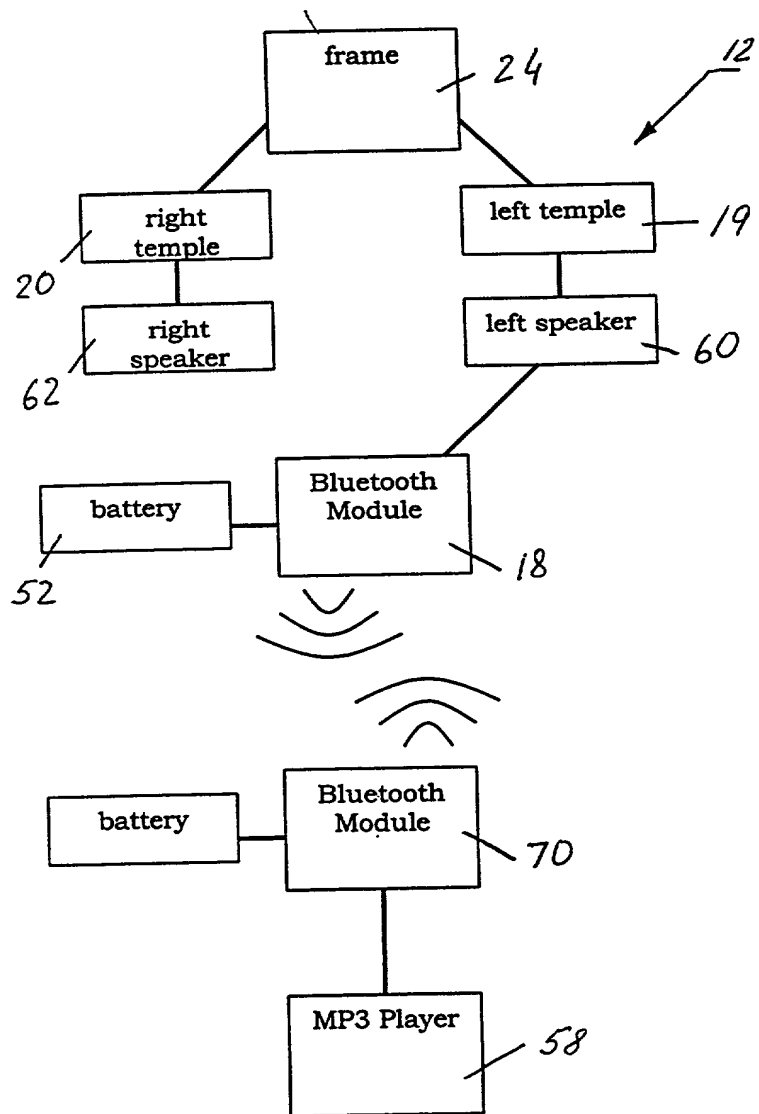 frame
24
12
right
temple
20
left temple
19
right
speaker
62
left speaker
60
battery
52
Bluetooth
Module
18
battery
Bluetooth
Module
70
MP3 Player
58